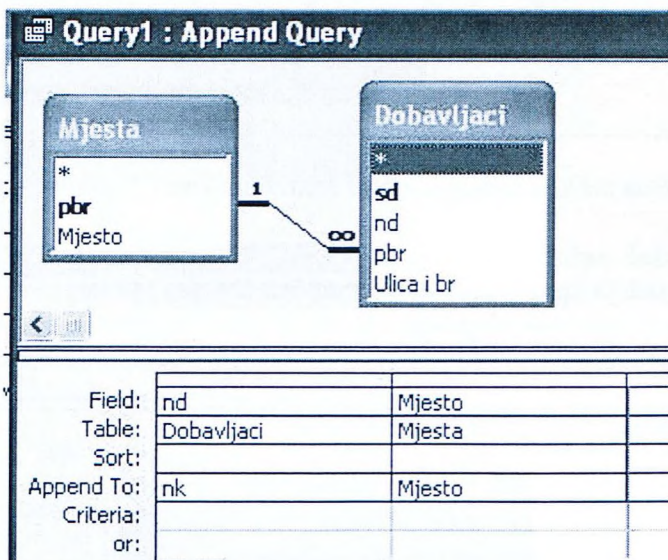 Query1 : Append Query
Mjesta
*
pbr
Mjesto
1
∞
Dobavljaci
*
sd
nd
pbr
Ulica i br
Field: nd Mjesto
Table: Dobavljaci Mjesta
Sort:
Append To: nk Mjesto
Criteria:
or: